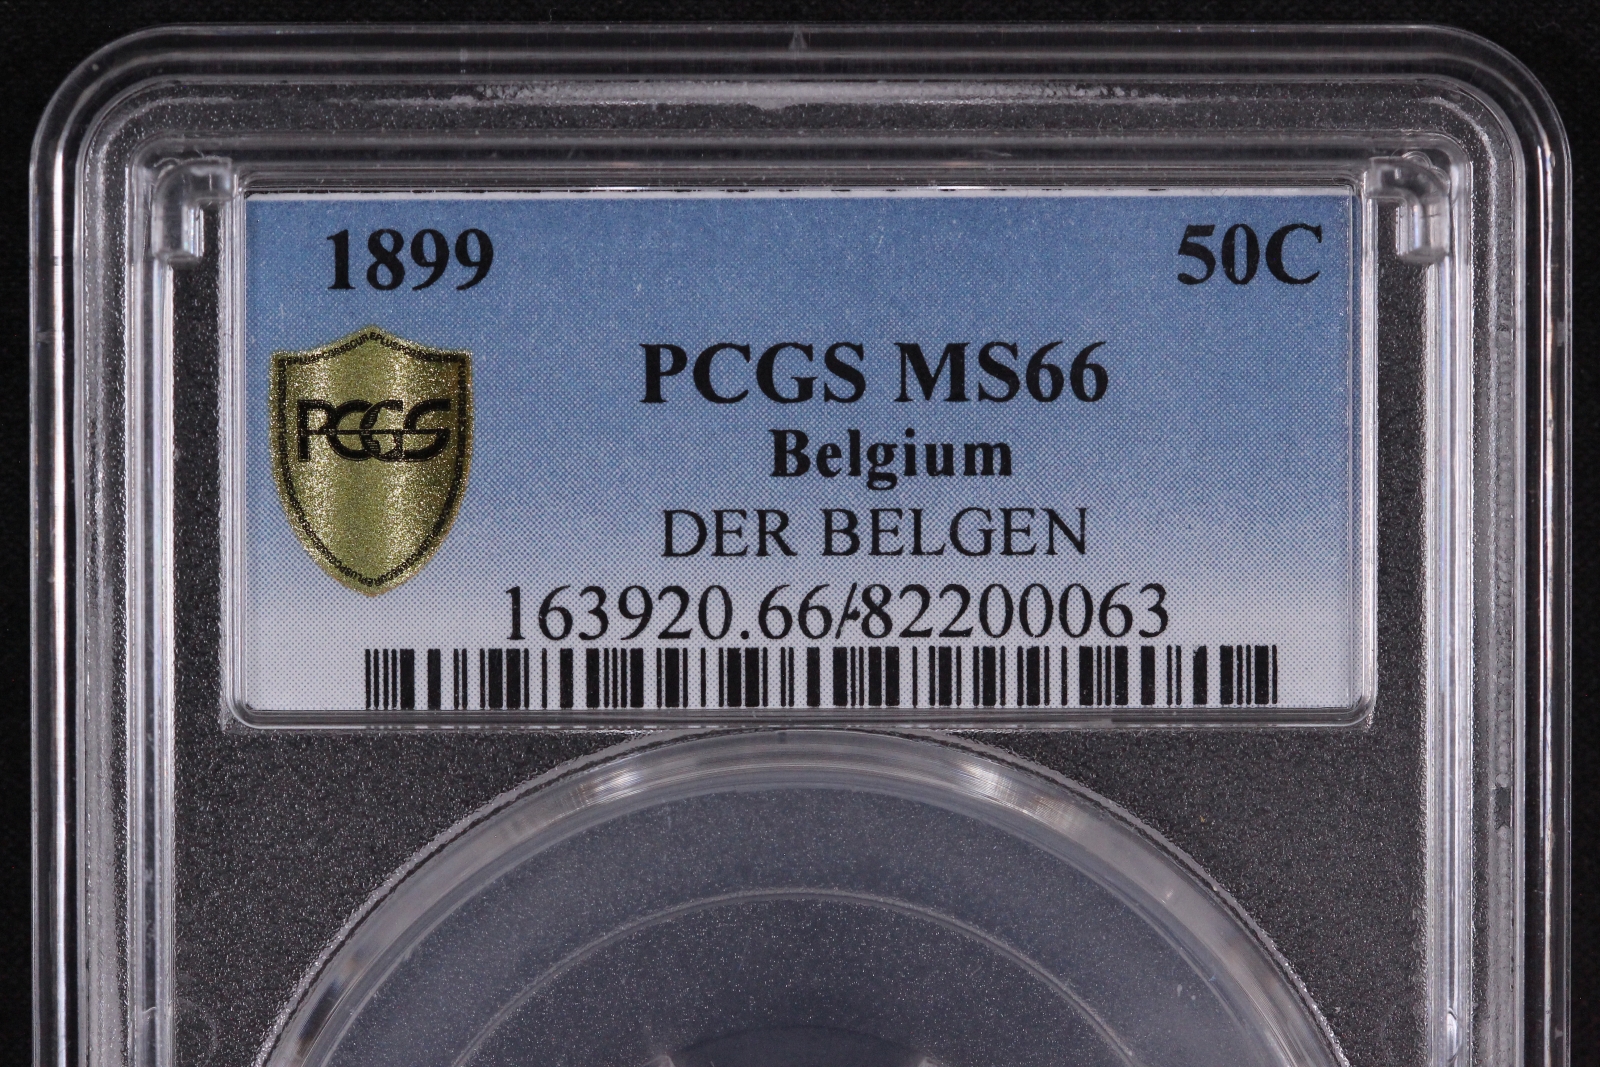 1899 50C
PCGS MS66
PCGS
Belgium
DER BELGEN
163920.66/82200063